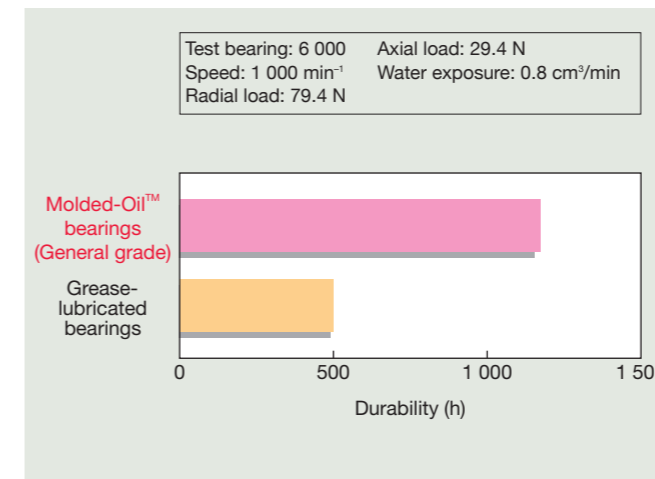 Test bearing: 6 000 Axial load: 29.4 N
Speed: 1 000 min⁻¹ Water exposure: 0.8 cm³/min
Radial load: 79.4 N
Molded-Oil™
bearings
(General grade)
Grease-
lubricated
bearings
0 500 1 000 1 50
Durability (h)